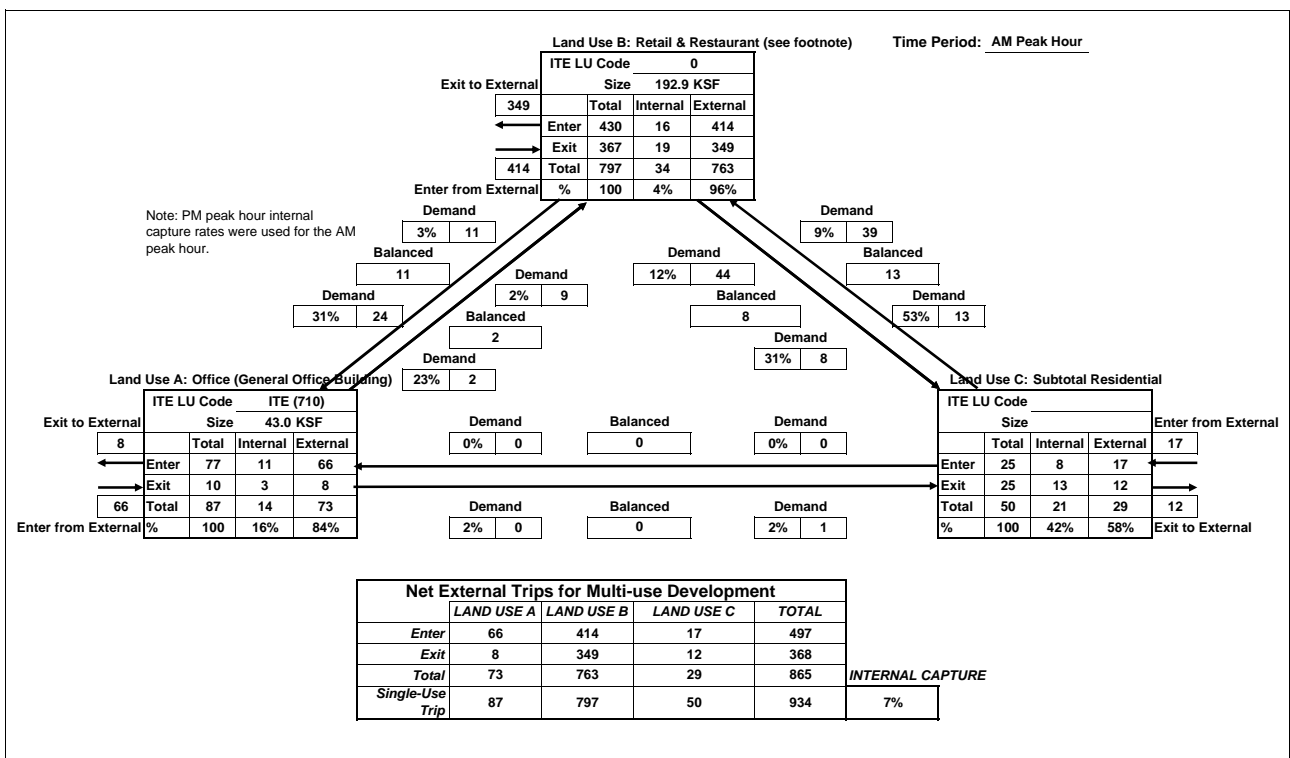 Land Use B: Retail & Restaurant (see footnote)
Time Period: AM Peak Hour
ITE LU Code 0
Exit to External
Size 192.9 KSF
349
Total Internal External
Enter 430 16 414
Exit 367 19 349
414
Total 797 34 763
Enter from External
% 100 4% 96%
Note: PM peak hour internal
capture rates were used for the AM
peak hour.
Demand
3% 11
Balanced
11
Demand
31% 24
Demand
2% 9
Balanced
2
Demand
23% 2
Demand
12% 44
Balanced
8
Demand
31% 8
Demand
9% 39
Balanced
13
Demand
53% 13
Land Use A: Office (General Office Building)
ITE LU Code ITE (710)
Exit to External
Size 43.0 KSF
8
Total Internal External
Enter 77 11 66
Exit 10 3 8
66
Total 87 14 73
Enter from External
% 100 16% 84%
Demand Balanced Demand
0% 0 0 0% 0
Demand Balanced Demand
2% 0 0 2% 1
Land Use C: Subtotal Residential
ITE LU Code
Size
Enter from External
Total Internal External
17
Enter 25 8 17
Exit 25 13 12
Total 50 21 29
12
% 100 42% 58%
Exit to External
Net External Trips for Multi-use Development
LAND USE A LAND USE B LAND USE C TOTAL
Enter 66 414 17 497
Exit 8 349 12 368
Total 73 763 29 865
INTERNAL CAPTURE
Single-Use
Trip 87 797 50 934
7%